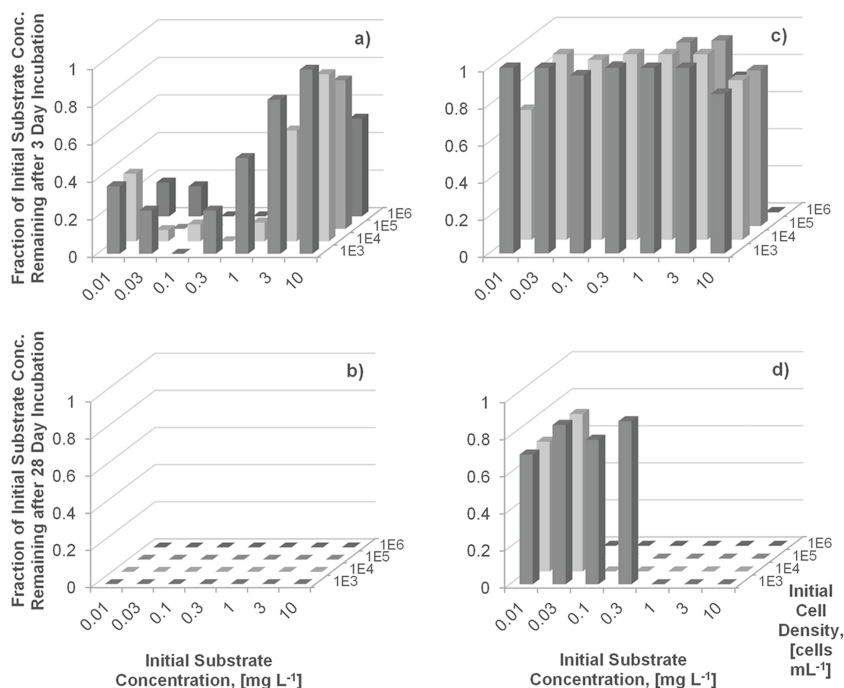 Fraction of Initial Substrate Conc.
Remaining after 3 Day Incubation
a)
1
0.8
0.6
0.4
0.2
0
0.01
0.03
0.1
0.3
1
3
10
1E3
1E4
1E5
1E6
c)
1
0.8
0.6
0.4
0.2
0
0.01
0.03
0.1
0.3
1
3
10
1E3
1E4
1E5
1E6
Fraction of Initial Substrate Conc.
Remaining after 28 Day Incubation
b)
1
0.8
0.6
0.4
0.2
0
0.01
0.03
0.1
0.3
1
3
10
1E3
1E4
1E5
1E6
Initial Substrate
Concentration, [mg L-1]
d)
1
0.8
0.6
0.4
0.2
0
0.01
0.03
0.1
0.3
1
3
10
1E3
1E4
1E5
1E6
Initial Substrate
Concentration, [mg L-1]
Initial
Cell
Density,
[cells
mL-1]